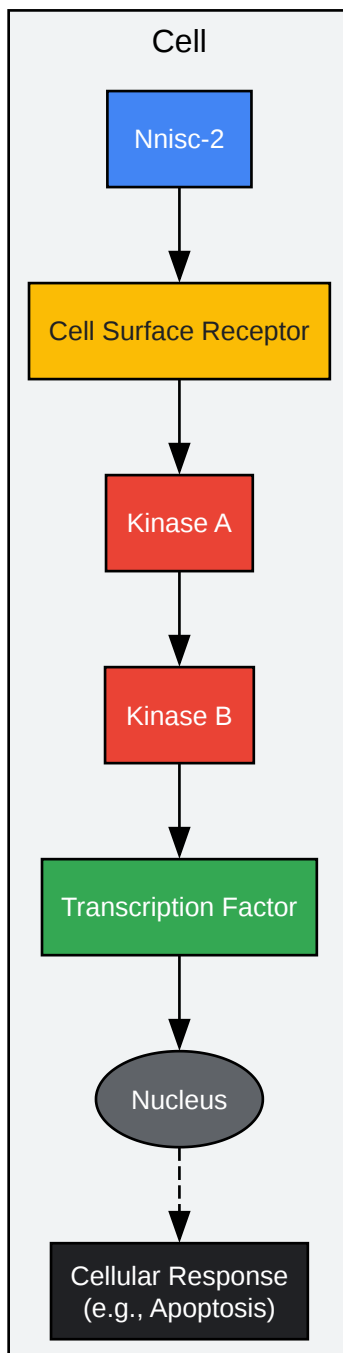 Cell
Nnisc-2
Cell Surface Receptor
Kinase A
Kinase B
Transcription Factor
Nucleus
Cellular Response
(e.g., Apoptosis)